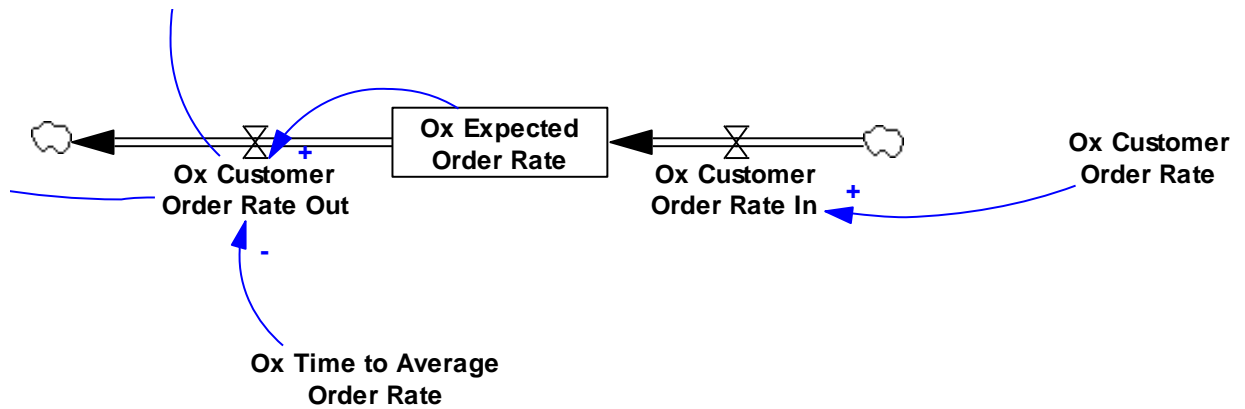 Ox Expected
Order Rate
+
Ox Customer
Order Rate Out
Ox Customer
Order Rate In
+
Ox Customer
Order Rate
-
Ox Time to Average
Order Rate